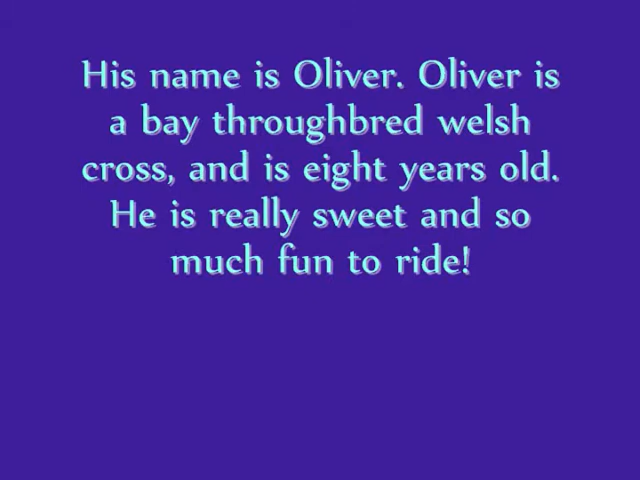 His name is Oliver. Oliver is
a bay throughbred welsh
cross, and is eight years old.
He is really sweet and so
much fun to ride!